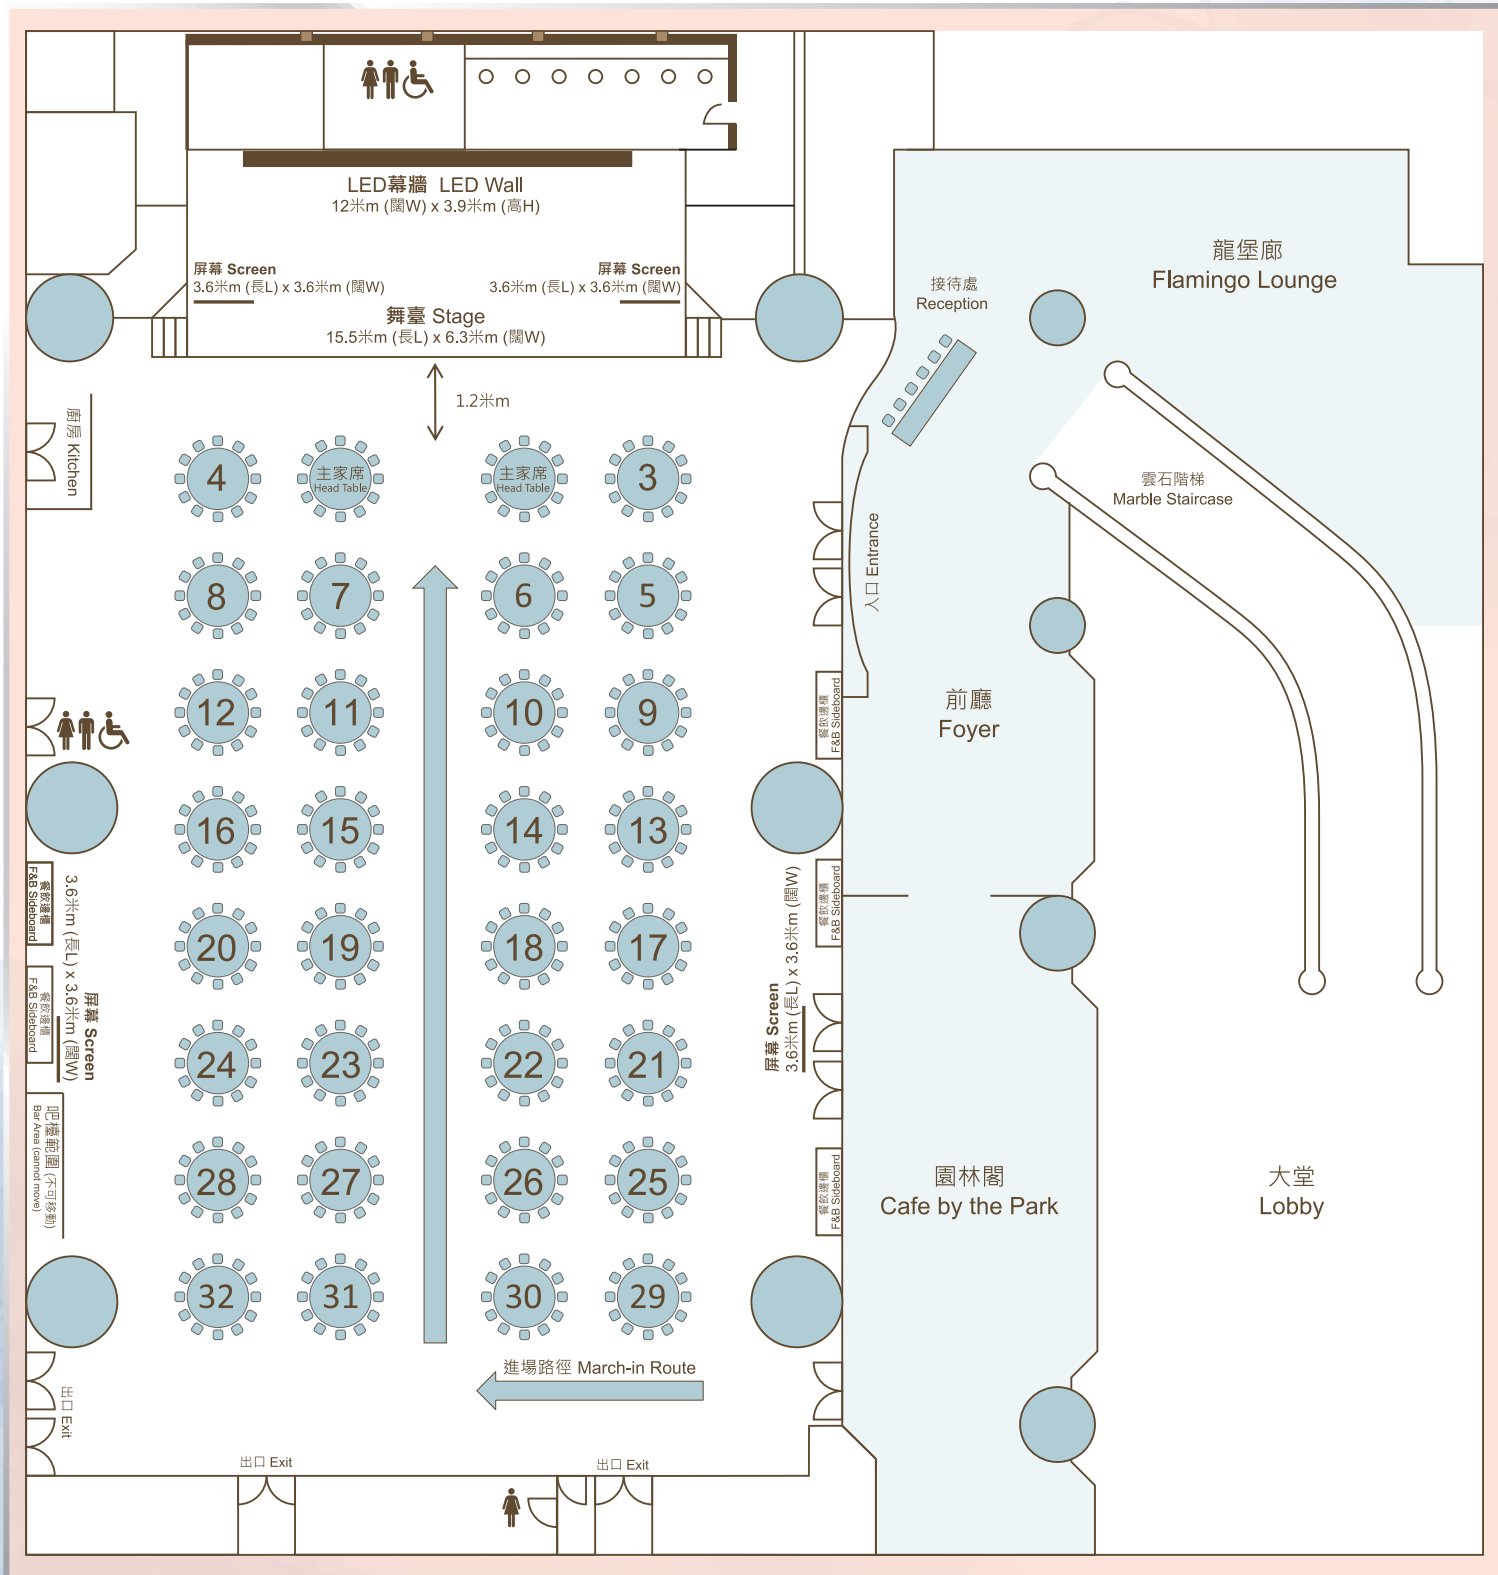 LED幕牆 LED Wall
12米m (闊W) x 3.9米m (高H)
屏幕 Screen
3.6米m (長L) x 3.6米m (闊W)
屏幕 Screen
3.6米m (長L) x 3.6米m (闊W)
舞臺 Stage
15.5米m (長L) x 6.3米m (闊W)
1.2米m
廚房 Kitchen
龍堡廊
Flamingo Lounge
接待處
Reception
雲石階梯
Marble Staircase
入口 Entrance
4
主家席
Head Table
主家席
Head Table
3
8
7
6
5
12
11
10
9
16
15
14
13
20
19
18
17
24
23
22
21
28
27
26
25
32
31
30
29
前廳
Foyer
餐飲邊櫃
F&B Sideboard
餐飲邊櫃
F&B Sideboard
餐飲邊櫃
F&B Sideboard
餐飲邊櫃
F&B Sideboard
餐飲邊櫃
F&B Sideboard
屏幕 Screen
3.6米m (長L) x 3.6米m (闊W)
屏幕 Screen
3.6米m (長L) x 3.6米m (闊W)
吧檯範圍 (不可移動)
Bar Area (cannot move)
園林閣
Cafe by the Park
大堂
Lobby
進場路徑 March-in Route
出口 Exit
出口 Exit
出口 Exit